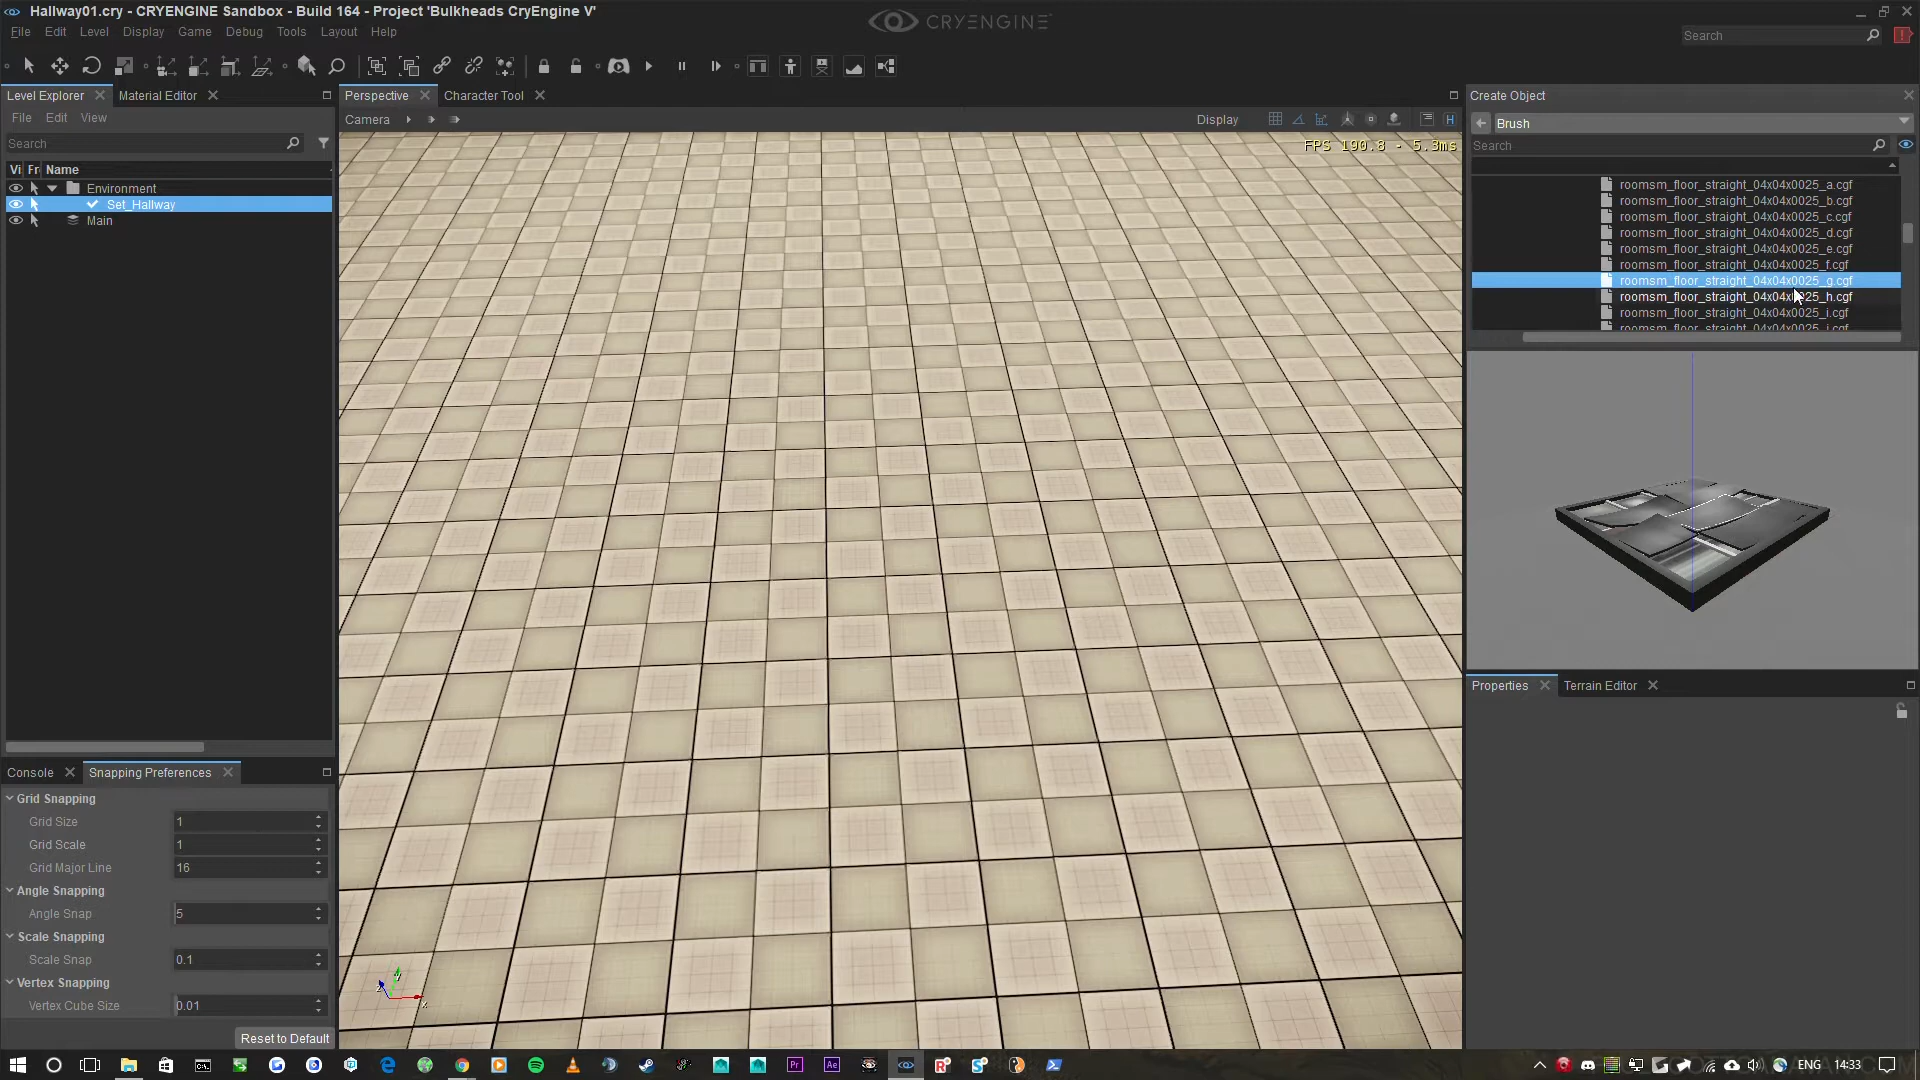 Hallway01.cry - CRYENGINE Sandbox - Build 164 - Project 'Bulkheads CryEngine V'
CRYENGINE
File Edit Level Display Game Debug Tools Layout Help
Search
Level Explorer
Material Editor
File Edit View
Search
Vi Fr Name
Environment
Set_Hallway
Main
Perspective
Character Tool
Camera
Display
H
FPS 190.8 - 5.3ms
z
y
x
Create Object
Brush
Search
roomsm_floor_straight_04x04x0025_a.cgf
roomsm_floor_straight_04x04x0025_b.cgf
roomsm_floor_straight_04x04x0025_c.cgf
roomsm_floor_straight_04x04x0025_d.cgf
roomsm_floor_straight_04x04x0025_e.cgf
roomsm_floor_straight_04x04x0025_f.cgf
roomsm_floor_straight_04x04x0025_g.cgf
roomsm_floor_straight_04x04x0025_h.cgf
roomsm_floor_straight_04x04x0025_i.cgf
roomsm_floor_straight_04x04x0025_j.cgf
Properties
Terrain Editor
Console
Snapping Preferences
Grid Snapping
Grid Size 1
Grid Scale 1
Grid Major Line 16
Angle Snapping
Angle Snap 5
Scale Snapping
Scale Snap 0.1
Vertex Snapping
Vertex Cube Size 0.01
Reset to Default
Pr
Ae
ENG
14:33